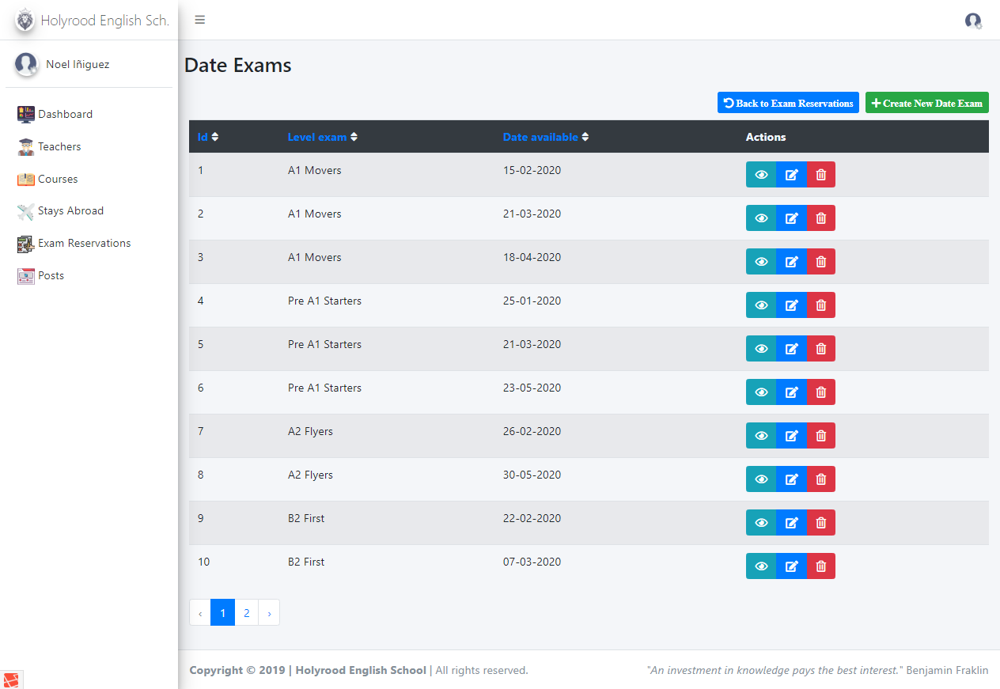 Holyrood English Sch.
Noel Iñiguez
Dashboard
Teachers
Courses
Stays Abroad
Exam Reservations
Posts
Date Exams
Back to Exam Reservations Create New Date Exam
Id Level exam Date available Actions
1 A1 Movers 15-02-2020
2 A1 Movers 21-03-2020
3 A1 Movers 18-04-2020
4 Pre A1 Starters 25-01-2020
5 Pre A1 Starters 21-03-2020
6 Pre A1 Starters 23-05-2020
7 A2 Flyers 26-02-2020
8 A2 Flyers 30-05-2020
9 B2 First 22-02-2020
10 B2 First 07-03-2020
‹ 1 2 ›
Copyright © 2019 | Holyrood English School | All rights reserved. "An investment in knowledge pays the best interest." Benjamin Fraklin